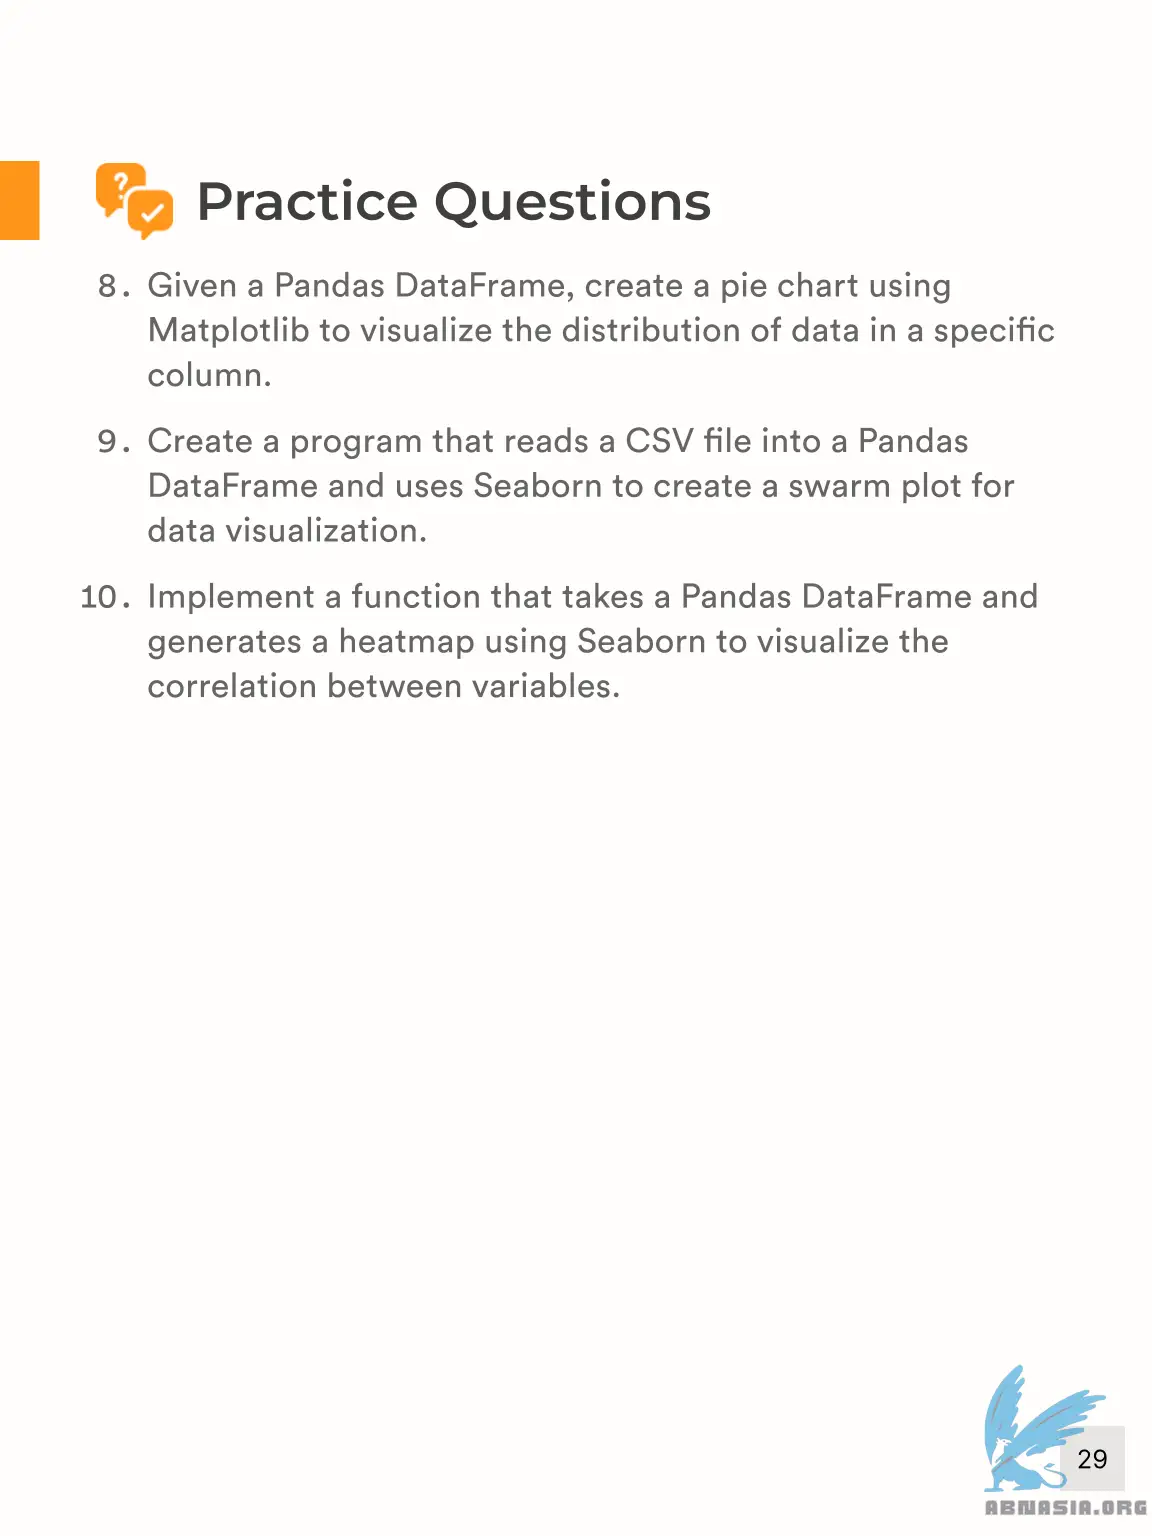 Practice Questions
8. Given a Pandas DataFrame, create a pie chart using
Matplotlib to visualize the distribution of data in a specific
column.
9. Create a program that reads a CSV file into a Pandas
DataFrame and uses Seaborn to create a swarm plot for
data visualization.
10. Implement a function that takes a Pandas DataFrame and
generates a heatmap using Seaborn to visualize the
correlation between variables.
29
ABNASIA.ORG